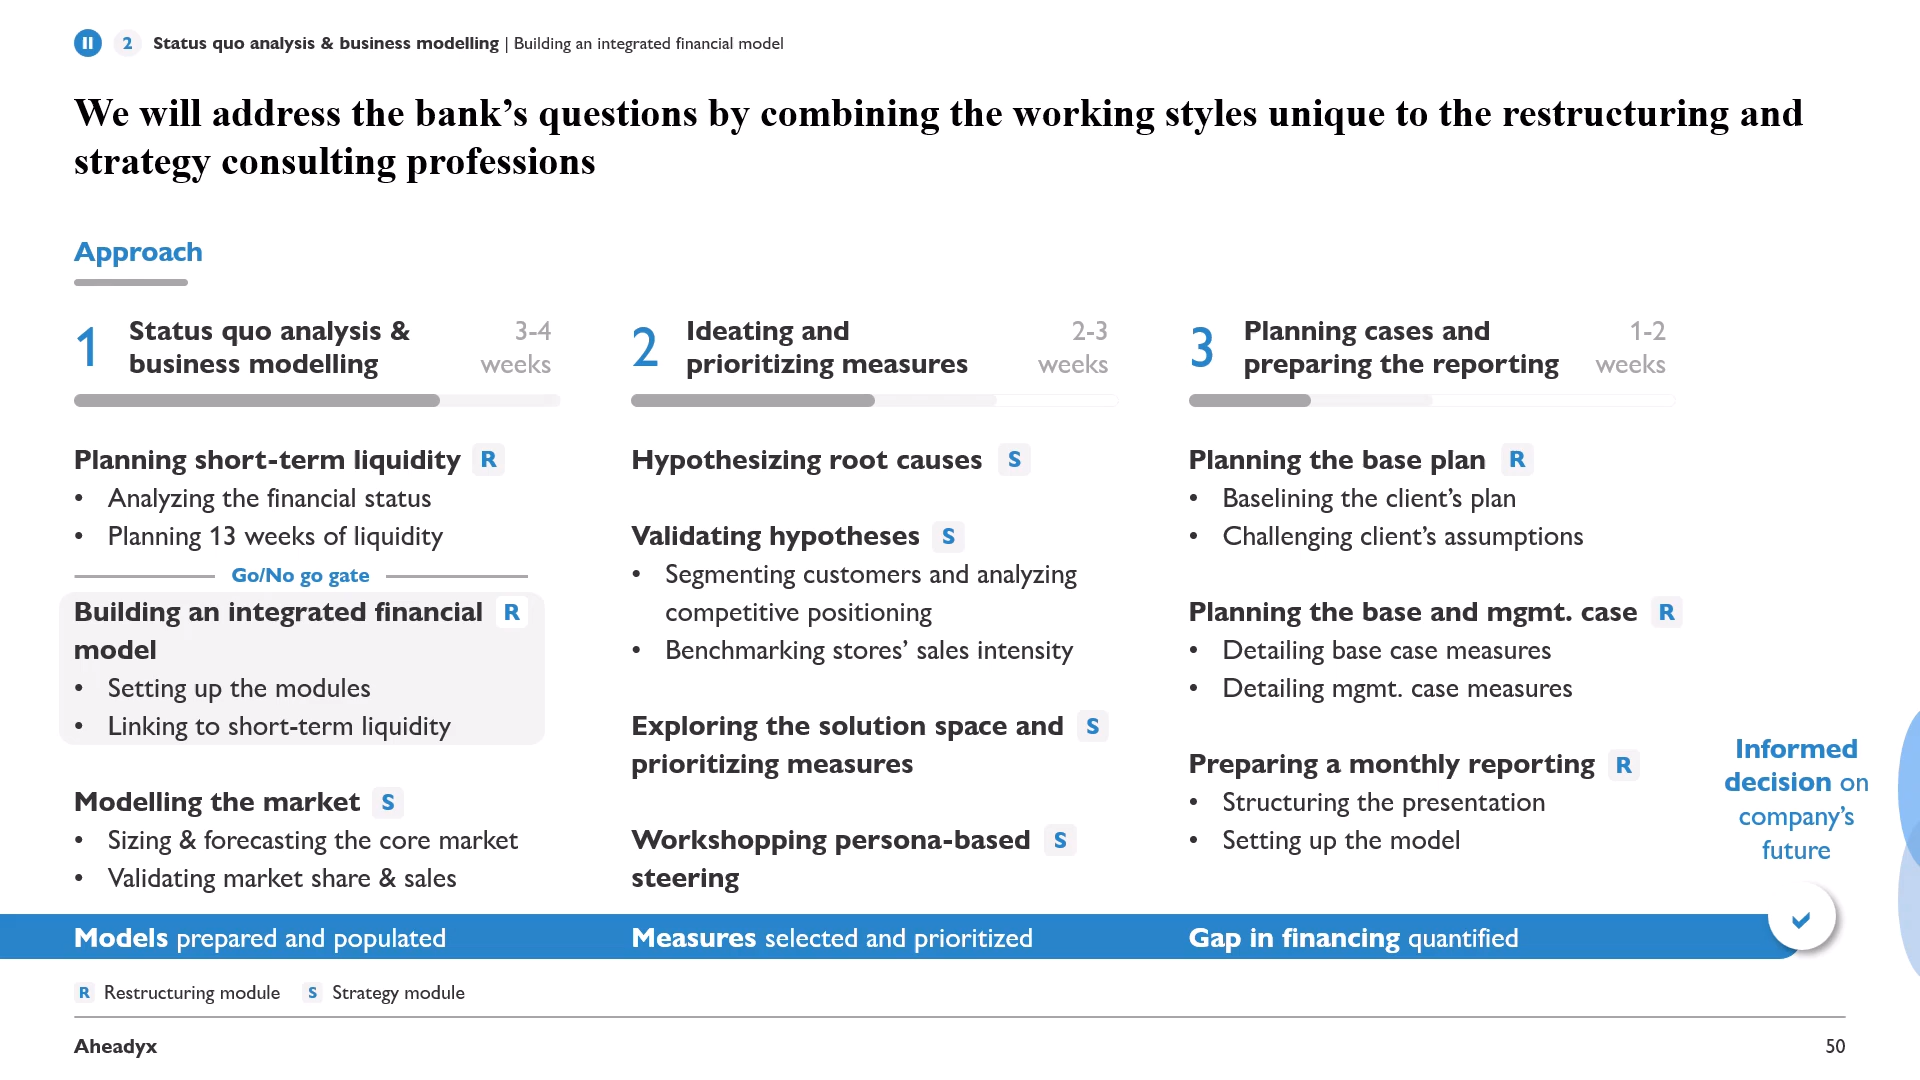 II 2 Status quo analysis & business modelling | Building an integrated financial model
We will address the bank’s questions by combining the working styles unique to the restructuring and
strategy consulting professions
Approach
1 Status quo analysis & business modelling 3-4 weeks
Planning short-term liquidity R
• Analyzing the financial status
• Planning 13 weeks of liquidity
Go/No go gate
Building an integrated financial R
model
• Setting up the modules
• Linking to short-term liquidity
Modelling the market S
• Sizing & forecasting the core market
• Validating market share & sales
Models prepared and populated
2 Ideating and prioritizing measures 2-3 weeks
Hypothesizing root causes S
Validating hypotheses S
• Segmenting customers and analyzing
competitive positioning
• Benchmarking stores’ sales intensity
Exploring the solution space and S
prioritizing measures
Workshopping persona-based S
steering
Measures selected and prioritized
3 Planning cases and preparing the reporting 1-2 weeks
Planning the base plan R
• Baselining the client’s plan
• Challenging client’s assumptions
Planning the base and mgmt. case R
• Detailing base case measures
• Detailing mgmt. case measures
Preparing a monthly reporting R
• Structuring the presentation
• Setting up the model
Gap in financing quantified
Informed
decision on
company’s
future
R Restructuring module S Strategy module
Aheadyx
50